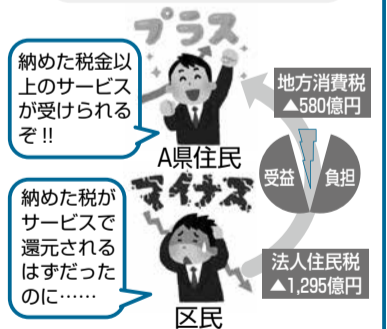 プラス
納めた税金以
上のサービス
が受けられる
ぞ!!
A県住民
地方消費税
▲580億円
受益 負担
マイナス
納めた税が
サービスで
還元される
はずだった
のに……
区民
法人住民税
▲1,295億円